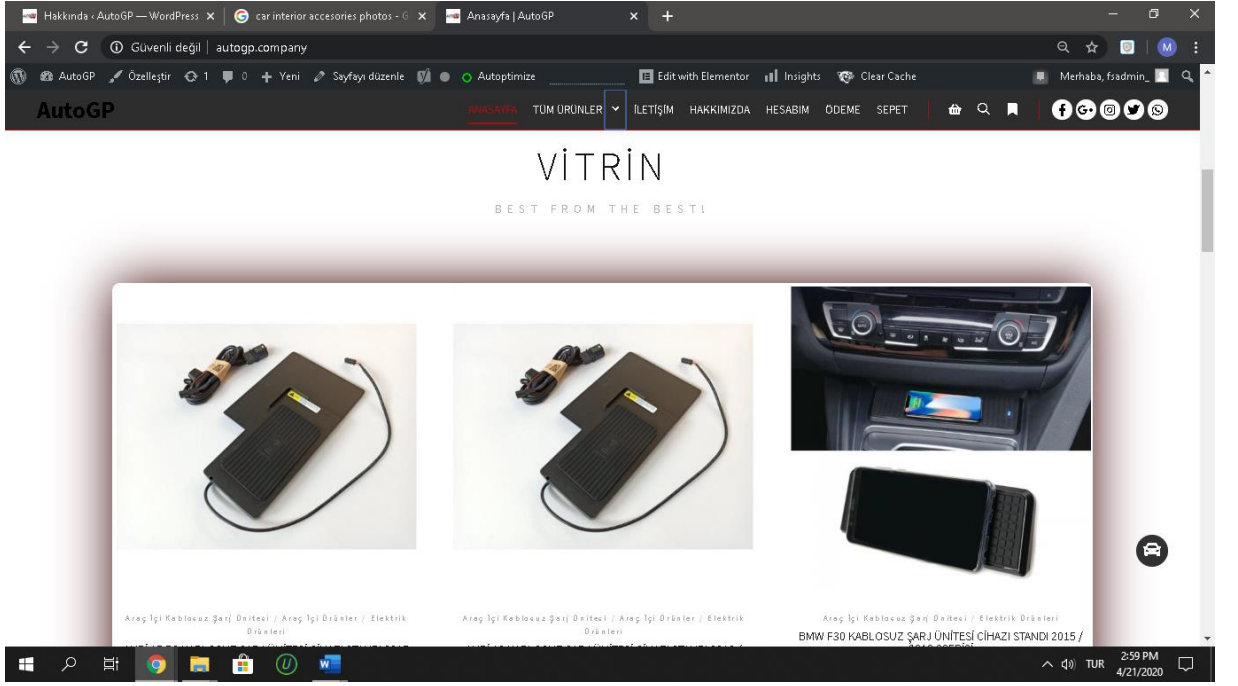 Hakkında ‹ AutoGP — WordPress
car interior accesories photos - G
Anasayfa | AutoGP
Güvenli değil | autogp.company
M
AutoGP Özelleştir 1 0 Yeni Sayfayı düzenle Autoptimize Edit with Elementor Insights Clear Cache Merhaba, fsadmin_
AutoGP
ANASAYFA TÜM ÜRÜNLER İLETİŞİM HAKKIMIZDA HESABIM ÖDEME SEPET
VİTRİN
BEST FROM THE BEST!
Araç İçi Kablosuz Şarj Ünitesi / Araç İçi Ürünler / Elektrik
Ürünleri
Araç İçi Kablosuz Şarj Ünitesi / Araç İçi Ürünler / Elektrik
Ürünleri
Araç İçi Kablosuz Şarj Ünitesi / Elektrik Ürünleri
BMW F30 KABLOSUZ ŞARJ ÜNİTESİ CİHAZI STANDI 2015 /
TUR
2:59 PM
4/21/2020